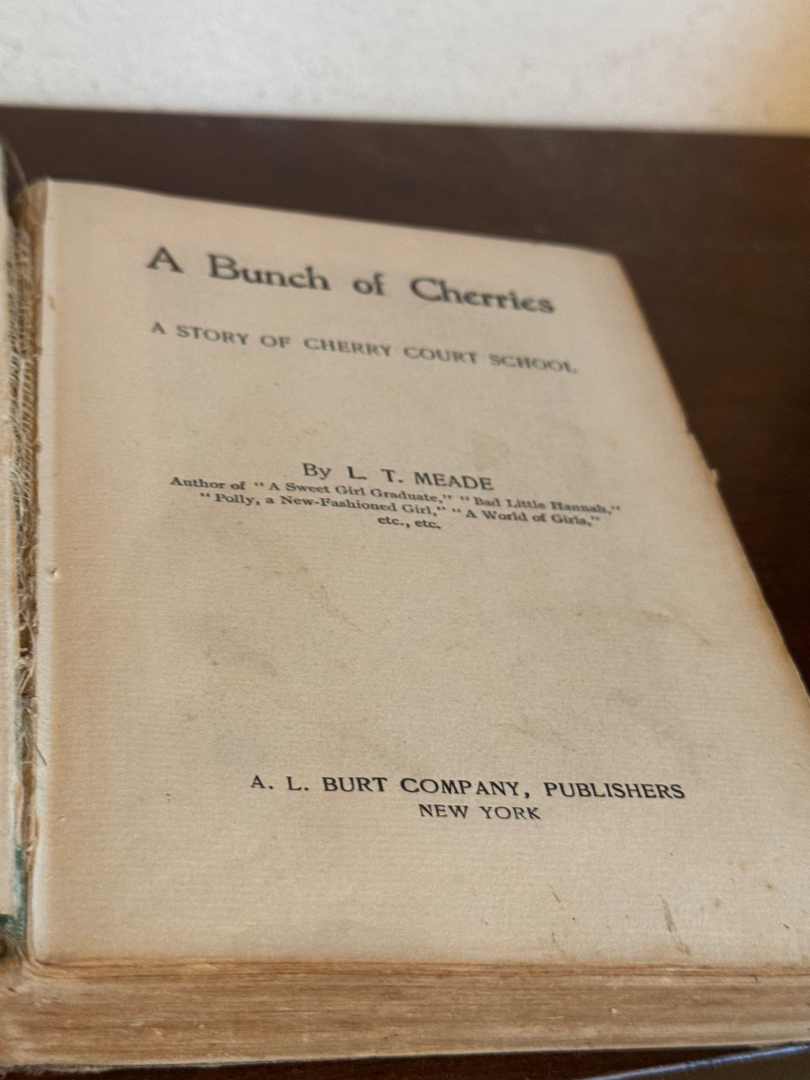 A Bunch of Cherries
A STORY OF CHERRY COURT SCHOOL
By L. T. MEADE
Author of "A Sweet Girl Graduate," "Bad Little Hannah,"
"Polly, a New-Fashioned Girl," "A World of Girls,"
etc., etc.
A. L. BURT COMPANY, PUBLISHERS
NEW YORK